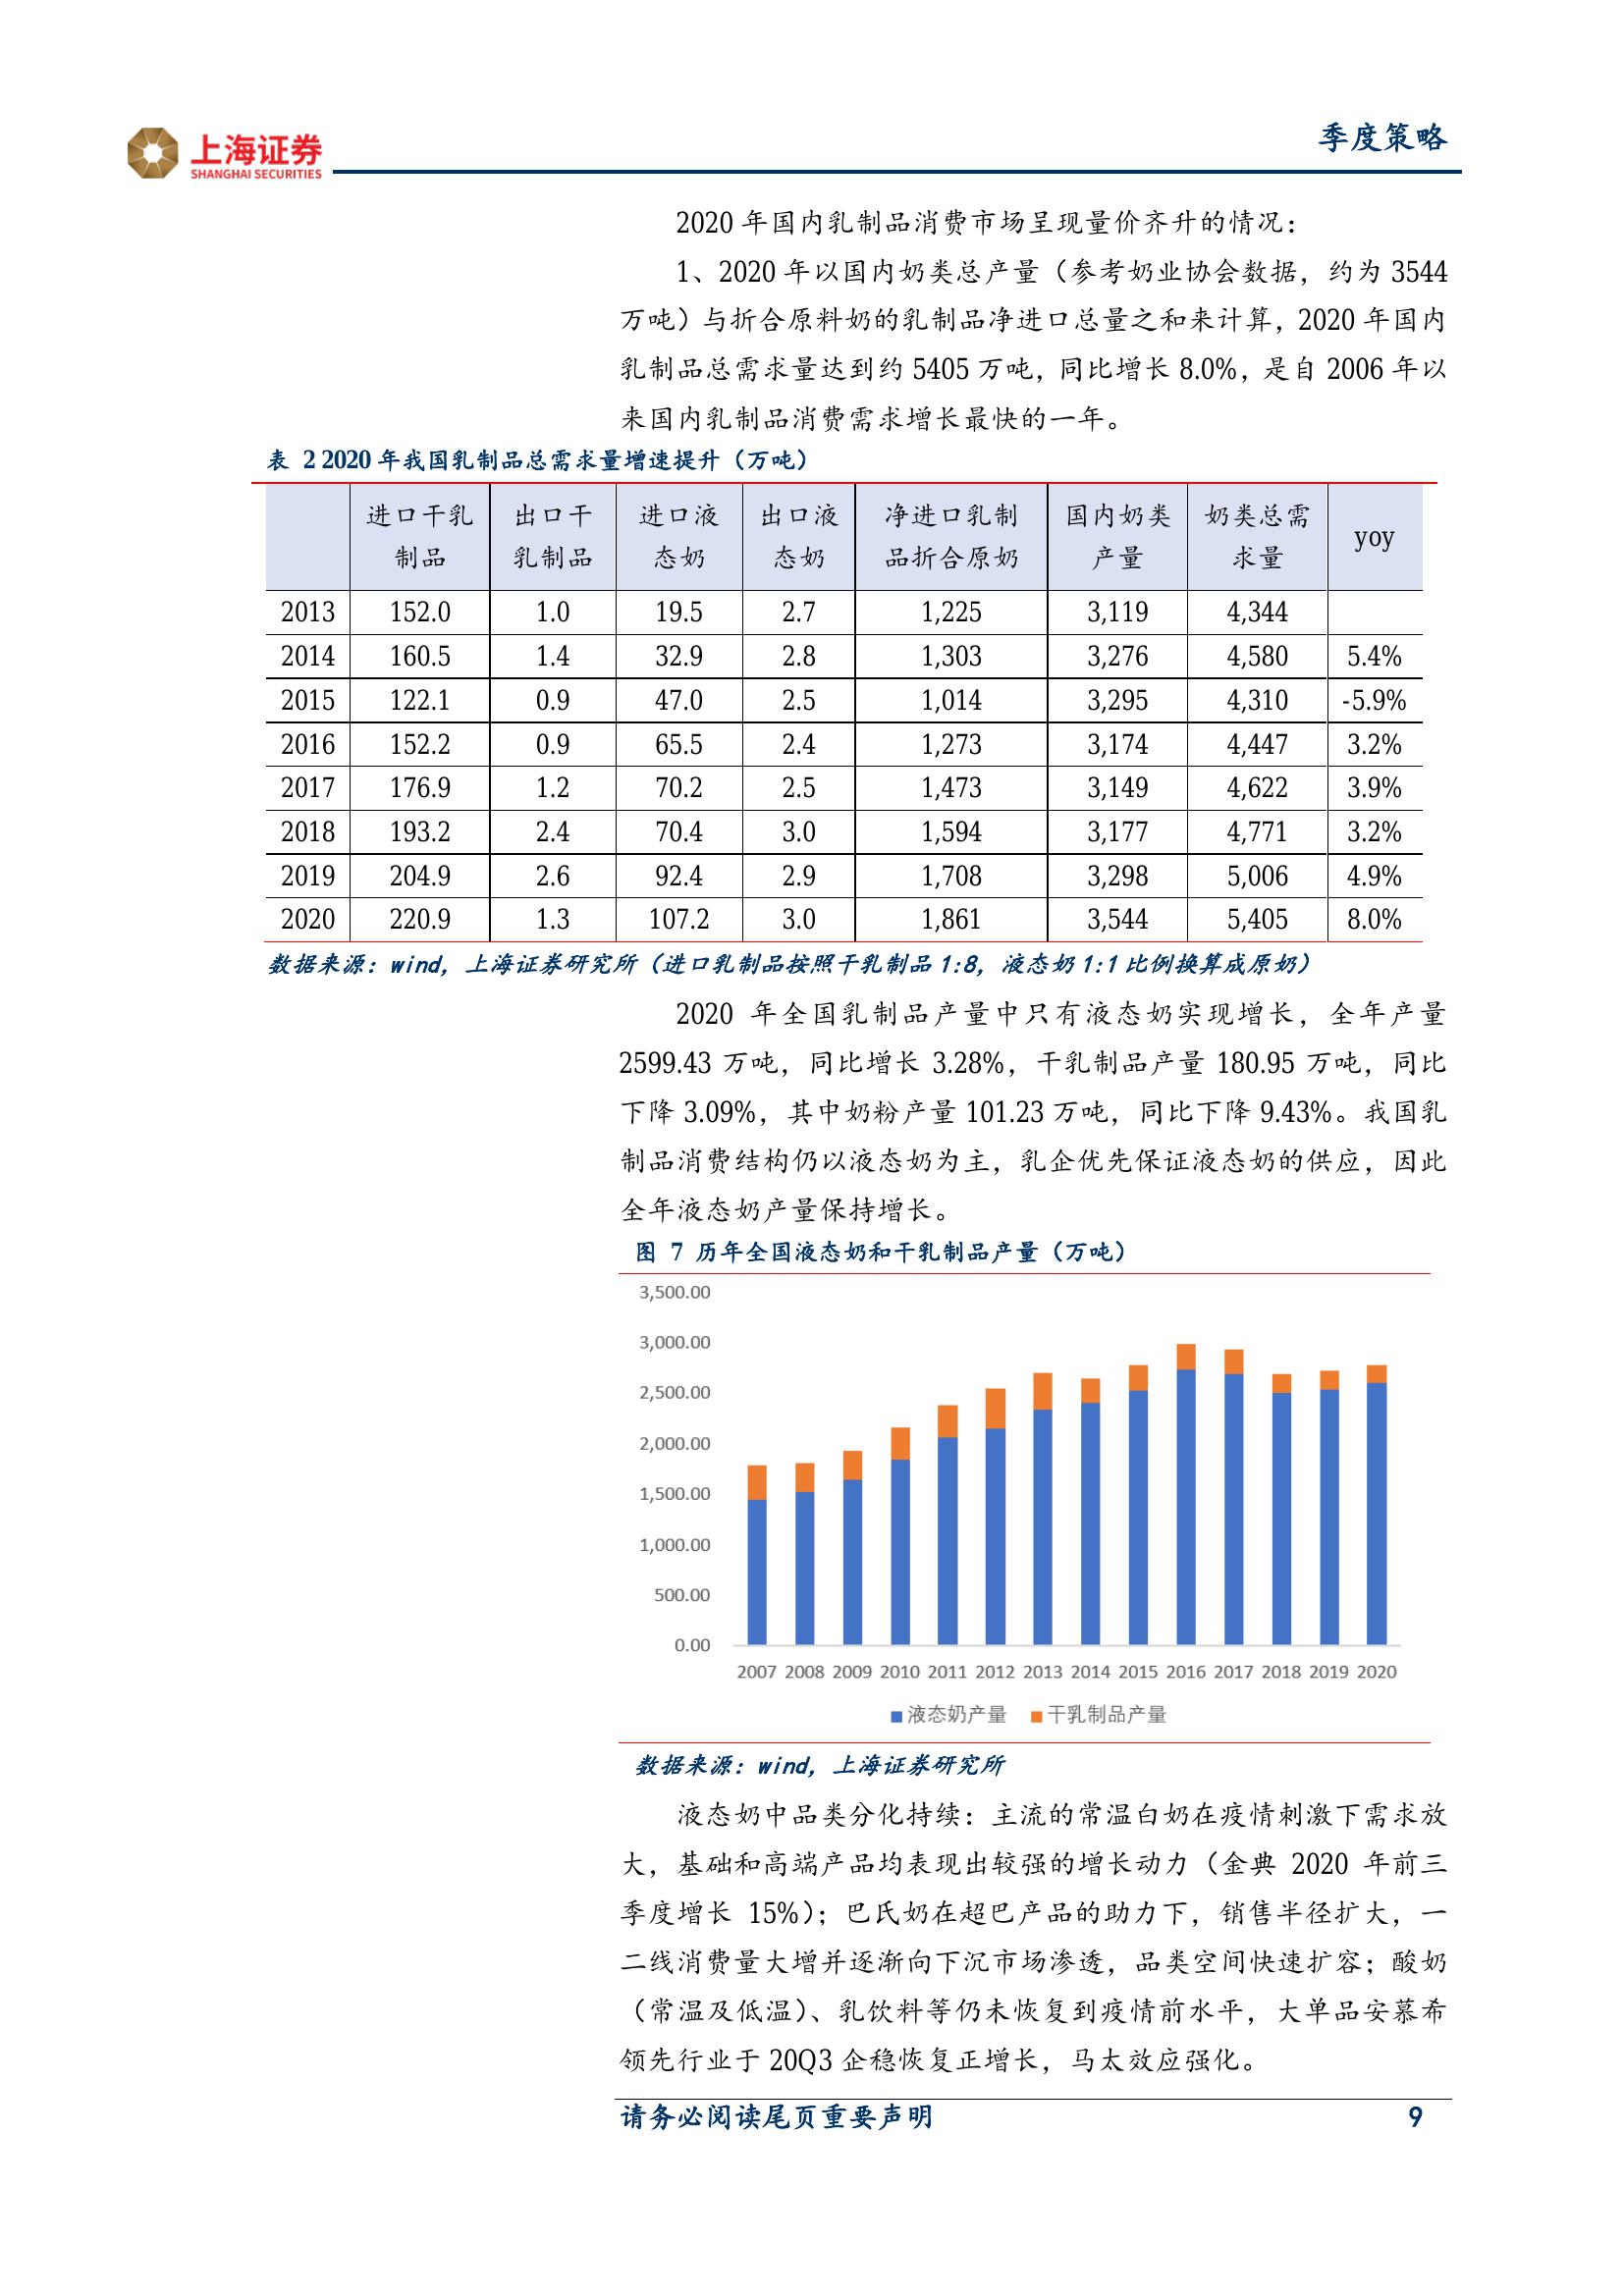 上海证券
SHANGHAI SECURITIES
季度策略
2020 年国内乳制品消费市场呈现量价齐升的情况：
1、2020 年以国内奶类总产量（参考奶业协会数据，约为 3544
万吨）与折合原料奶的乳制品净进口总量之和来计算，2020 年国内
乳制品总需求量达到约 5405 万吨，同比增长 8.0%，是自 2006 年以
来国内乳制品消费需求增长最快的一年。
表 2 2020 年我国乳制品总需求量增速提升（万吨）
进口干乳制品 出口干乳制品 进口液态奶 出口液态奶 净进口乳制品折合原奶 国内奶类产量 奶类总需求量 yoy
2013 152.0 1.0 19.5 2.7 1,225 3,119 4,344
2014 160.5 1.4 32.9 2.8 1,303 3,276 4,580 5.4%
2015 122.1 0.9 47.0 2.5 1,014 3,295 4,310 -5.9%
2016 152.2 0.9 65.5 2.4 1,273 3,174 4,447 3.2%
2017 176.9 1.2 70.2 2.5 1,473 3,149 4,622 3.9%
2018 193.2 2.4 70.4 3.0 1,594 3,177 4,771 3.2%
2019 204.9 2.6 92.4 2.9 1,708 3,298 5,006 4.9%
2020 220.9 1.3 107.2 3.0 1,861 3,544 5,405 8.0%
数据来源：wind，上海证券研究所（进口乳制品按照干乳制品 1:8，液态奶 1:1 比例换算成原奶）
2020 年全国乳制品产量中只有液态奶实现增长，全年产量
2599.43 万吨，同比增长 3.28%，干乳制品产量 180.95 万吨，同比
下降 3.09%，其中奶粉产量 101.23 万吨，同比下降 9.43%。我国乳
制品消费结构仍以液态奶为主，乳企优先保证液态奶的供应，因此
全年液态奶产量保持增长。
图 7 历年全国液态奶和干乳制品产量（万吨）
3,500.00
3,000.00
2,500.00
2,000.00
1,500.00
1,000.00
500.00
0.00
2007 2008 2009 2010 2011 2012 2013 2014 2015 2016 2017 2018 2019 2020
液态奶产量 干乳制品产量
数据来源：wind，上海证券研究所
液态奶中品类分化持续：主流的常温白奶在疫情刺激下需求放
大，基础和高端产品均表现出较强的增长动力（金典 2020 年前三
季度增长 15%）；巴氏奶在超巴产品的助力下，销售半径扩大，一
二线消费量大增并逐渐向下沉市场渗透，品类空间快速扩容；酸奶
（常温及低温）、乳饮料等仍未恢复到疫情前水平，大单品安慕希
领先行业于 20Q3 企稳恢复正增长，马太效应强化。
请务必阅读尾页重要声明
9